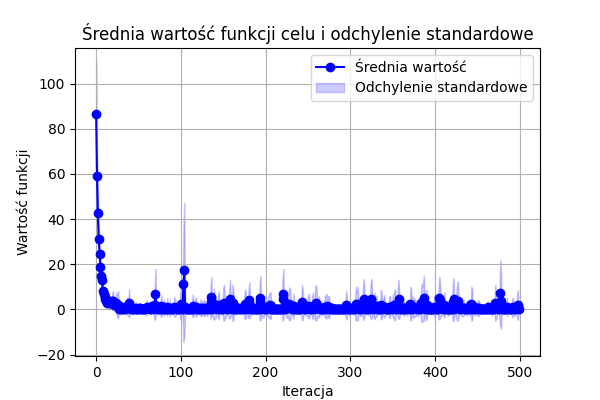 Średnia wartość funkcji celu i odchylenie standardowe
Średnia wartość
Odchylenie standardowe
Wartość funkcji
100
80
60
40
20
0
−20
0 100 200 300 400 500
Iteracja